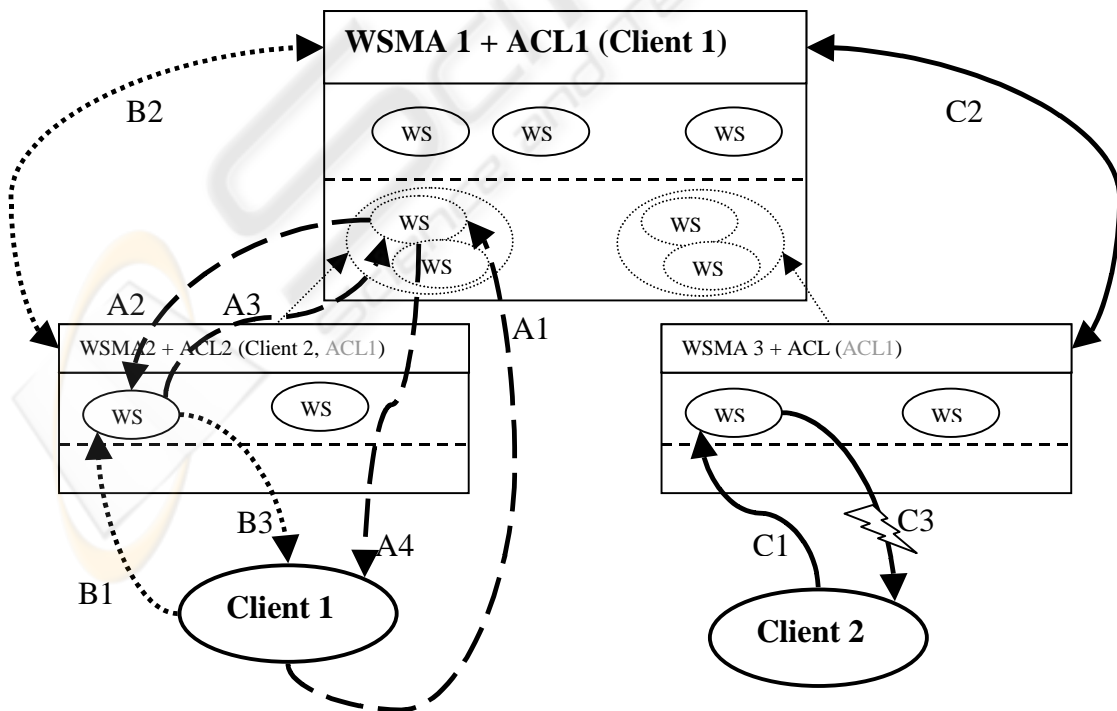 WSMA 1 + ACL1 (Client 1)
B2
C2
WS
WS
WS
WS
WS
WS
WS
A2
A3
A1
WSMA2 + ACL2 (Client 2, ACL1)
WSMA 3 + ACL (ACL1)
WS
WS
WS
WS
B3
A4
C3
C1
B1
Client 1
Client 2